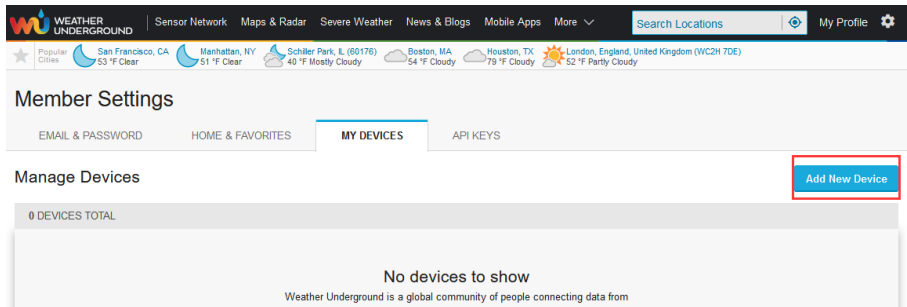 WEATHER
UNDERGROUND
Sensor Network Maps & Radar Severe Weather News & Blogs Mobile Apps More Search Locations My Profile
Popular
Cities
San Francisco, CA
53 °F Clear
Manhattan, NY
51 °F Clear
Schiller Park, IL (60176)
40 °F Mostly Cloudy
Boston, MA
54 °F Cloudy
Houston, TX
79 °F Cloudy
London, England, United Kingdom (WC2H 7DE)
52 °F Partly Cloudy
Member Settings
EMAIL & PASSWORD HOME & FAVORITES MY DEVICES API KEYS
Manage Devices
Add New Device
0 DEVICES TOTAL
No devices to show
Weather Underground is a global community of people connecting data from